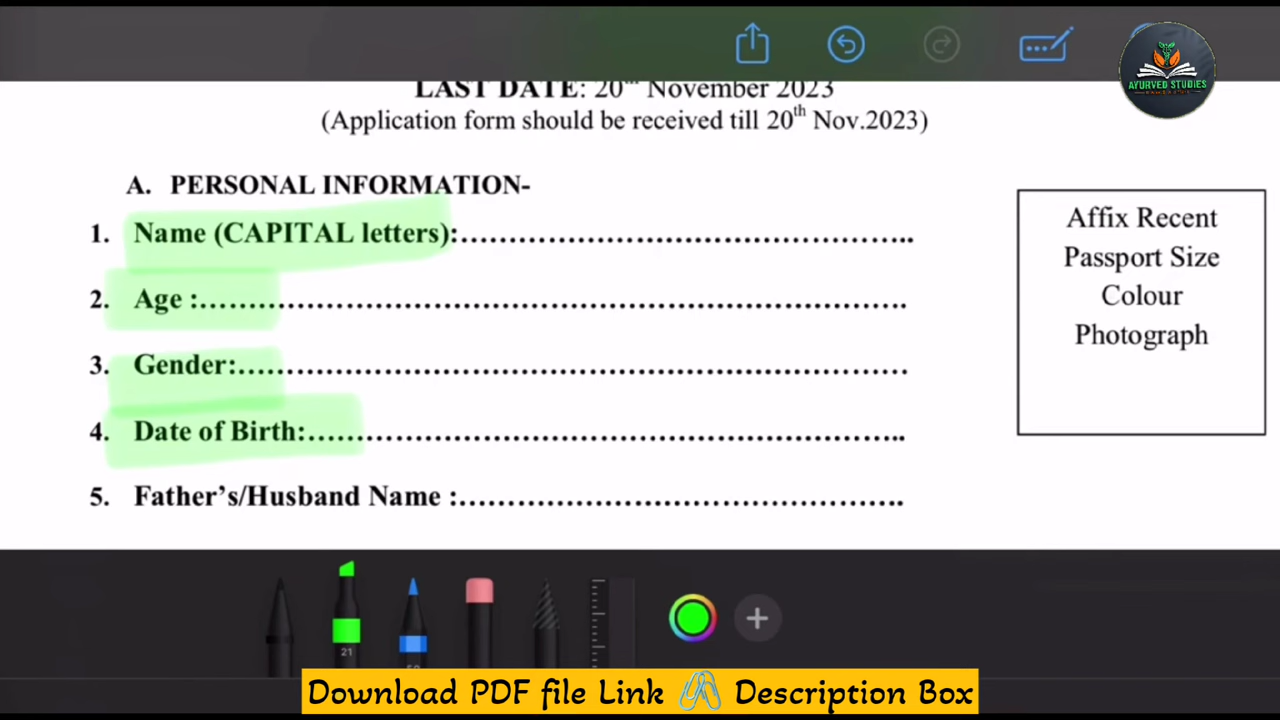 AYURVED STUDIES
LAST DATE: 20th November 2023
(Application form should be received till 20th Nov.2023)
A. PERSONAL INFORMATION-
1. Name (CAPITAL letters):……………………………………………..
2. Age :……………………………………………………………………….
3. Gender:……………………………………………………………………
4. Date of Birth:…………………………………………………………..
5. Father's/Husband Name :……………………………………………..
Affix Recent
Passport Size
Colour
Photograph
21
Download PDF file Link 🖇️ Description Box